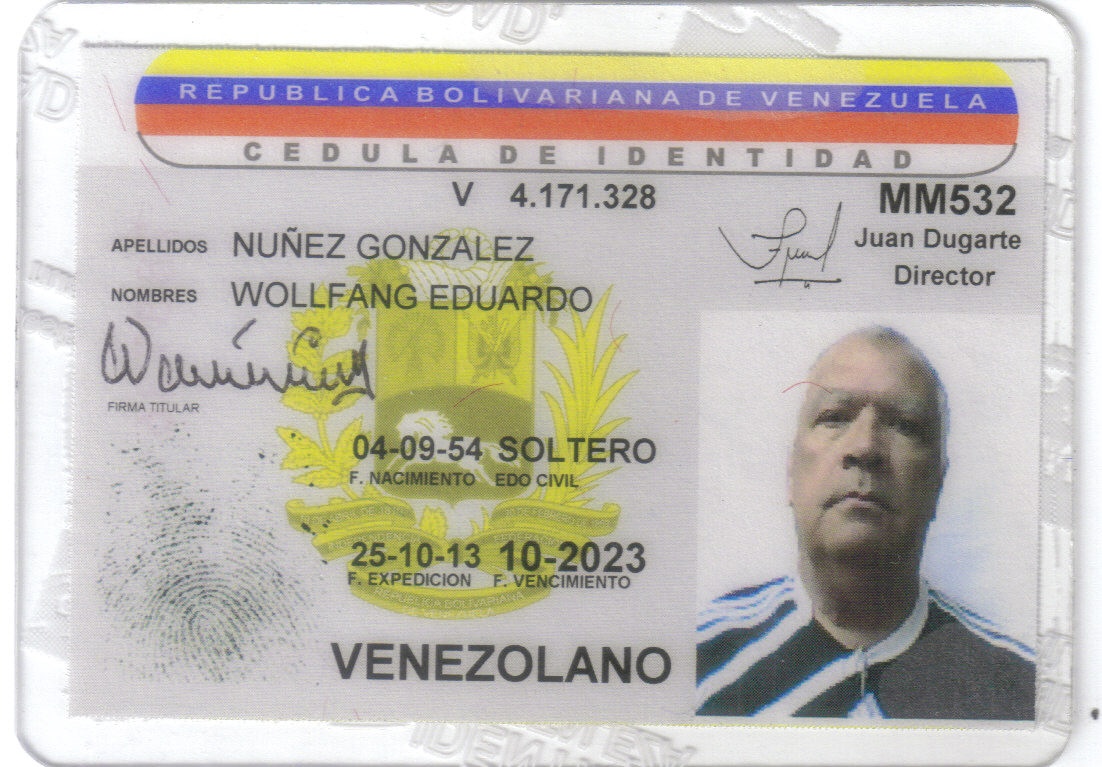 REPUBLICA BOLIVARIANA DE VENEZUELA
CEDULA DE IDENTIDAD
V 4.171.328
MM532
Juan Dugarte
Director
APELLIDOS NUÑEZ GONZALEZ
NOMBRES WOLLFANG EDUARDO
FIRMA TITULAR
04-09-54 SOLTERO
F. NACIMIENTO EDO CIVIL
25-10-13 10-2023
F. EXPEDICION F. VENCIMIENTO
REPUBLICA BOLIVARIANA
VENEZOLANO